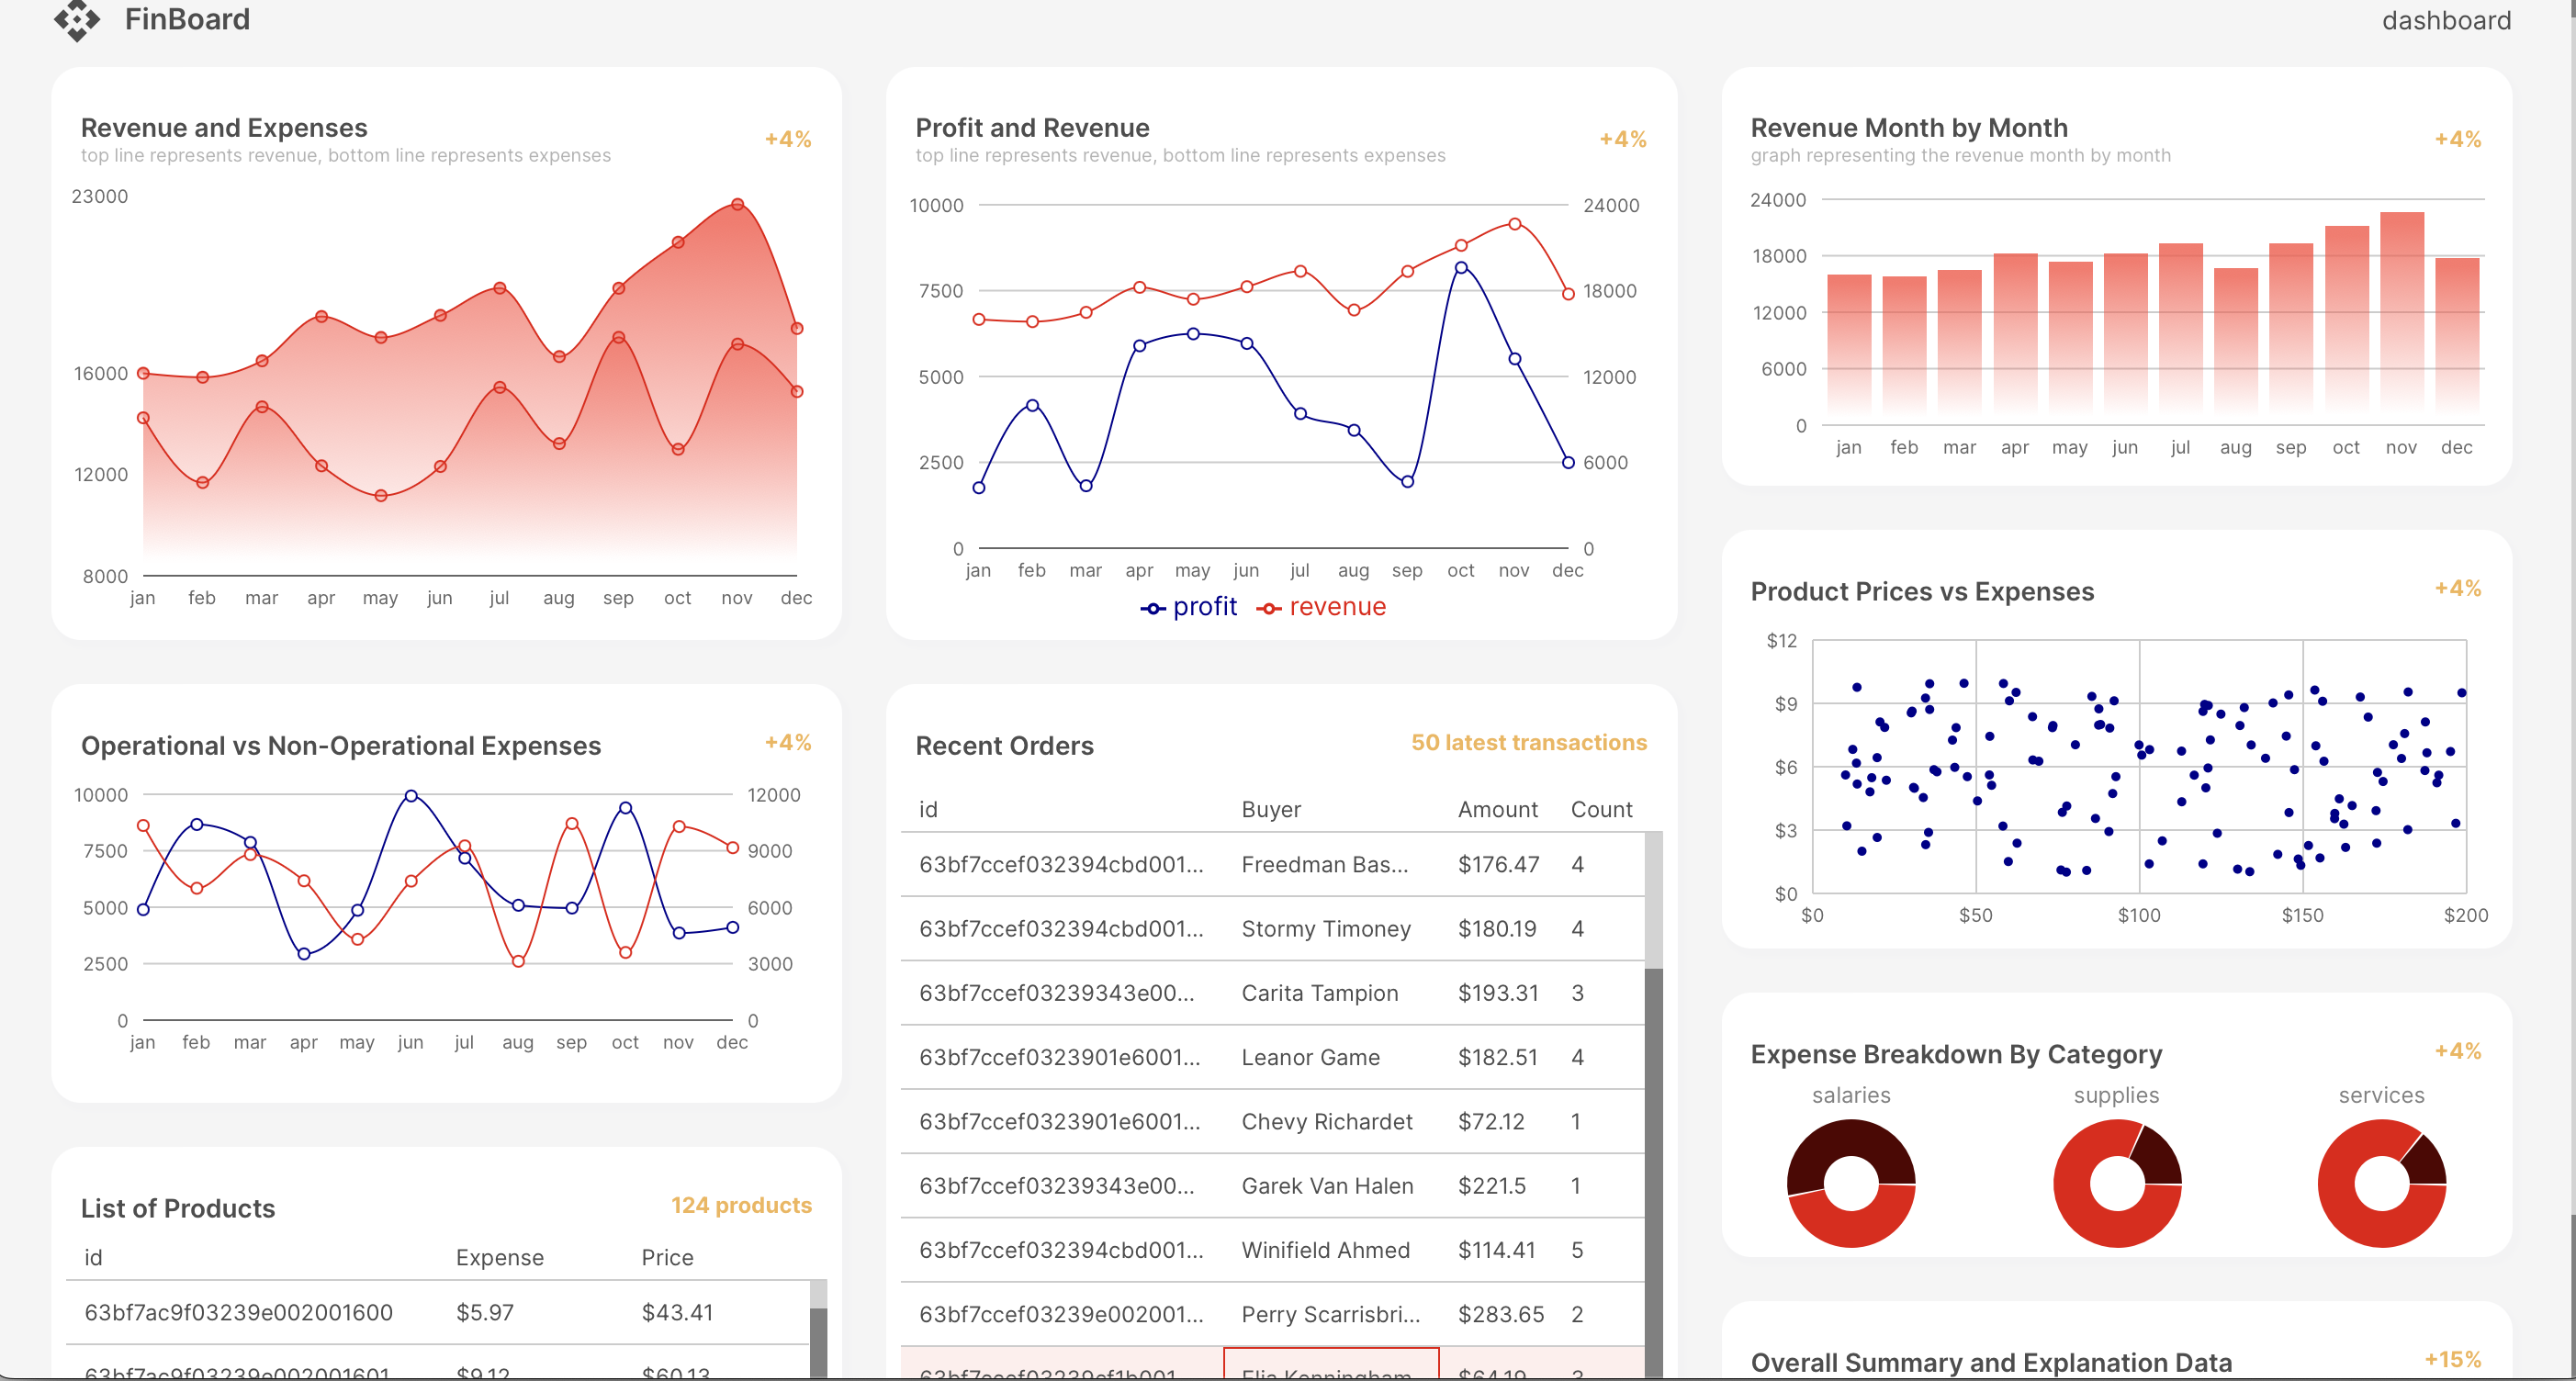 FinBoard
dashboard
Revenue and Expenses
+4%
top line represents revenue, bottom line represents expenses
23000
16000
12000
8000
jan feb mar apr may jun jul aug sep oct nov dec
Profit and Revenue
+4%
top line represents revenue, bottom line represents expenses
10000 24000
7500 18000
5000 12000
2500 6000
0 0
jan feb mar apr may jun jul aug sep oct nov dec
profit revenue
Revenue Month by Month
+4%
graph representing the revenue month by month
24000
18000
12000
6000
0
jan feb mar apr may jun jul aug sep oct nov dec
Operational vs Non-Operational Expenses
+4%
10000 12000
7500 9000
5000 6000
2500 3000
0 0
jan feb mar apr may jun jul aug sep oct nov dec
Recent Orders
50 latest transactions
id Buyer Amount Count
63bf7ccef032394cbd001... Freedman Bas... $176.47 4
63bf7ccef032394cbd001... Stormy Timoney $180.19 4
63bf7ccef03239343e00... Carita Tampion $193.31 3
63bf7ccef0323901e6001... Leanor Game $182.51 4
63bf7ccef0323901e6001... Chevy Richardet $72.12 1
63bf7ccef03239343e00... Garek Van Halen $221.5 1
63bf7ccef032394cbd001... Winifield Ahmed $114.41 5
63bf7ccef03239e002001... Perry Scarrisbri... $283.65 2
63bf7ccef03239cf1b001... Elia Kenningham $64.19 3
Product Prices vs Expenses
+4%
$12
$9
$6
$3
$0
$0 $50 $100 $150 $200
Expense Breakdown By Category
+4%
salaries supplies services
List of Products
124 products
id Expense Price
63bf7ac9f03239e002001600 $5.97 $43.41
63bf7ac9f03239e002001601 $9.12 $60.13
Overall Summary and Explanation Data
+15%